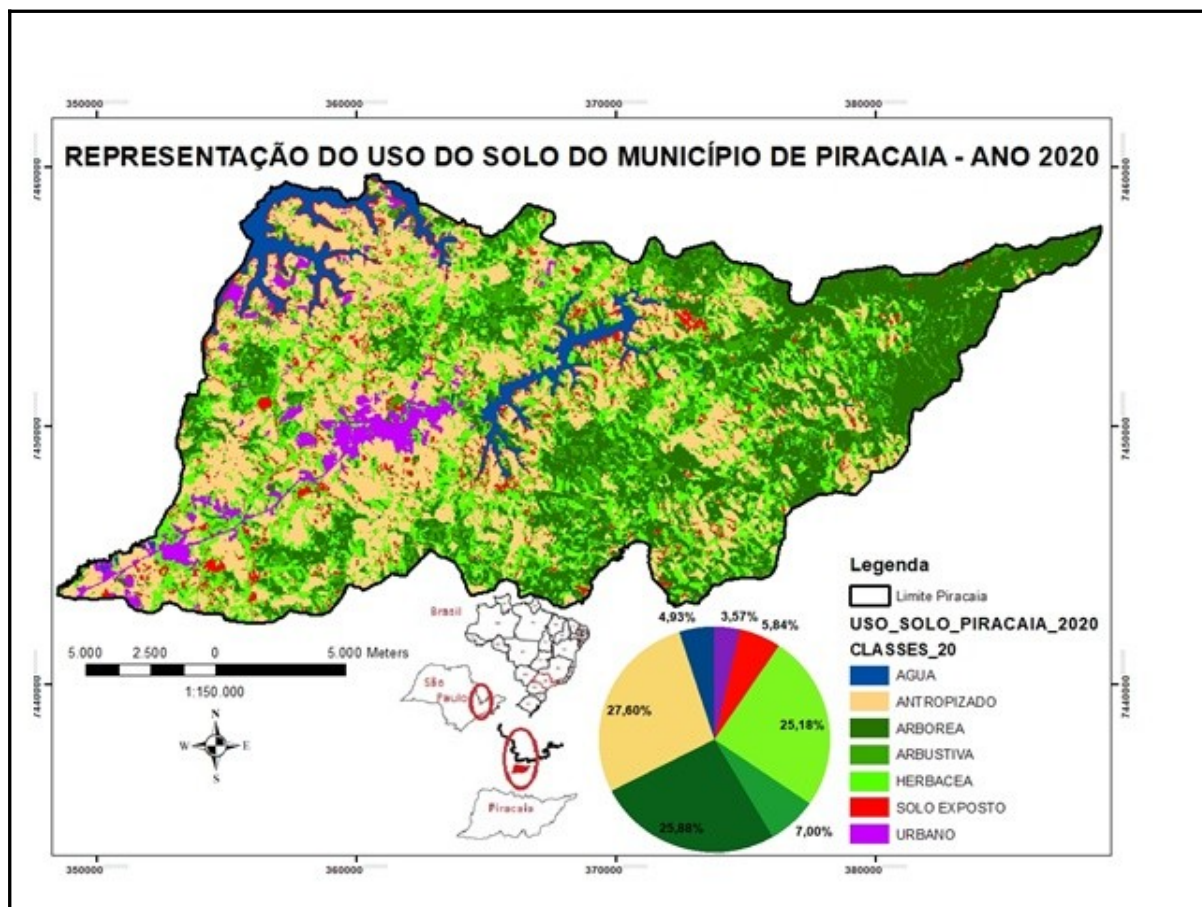 350000 360000 370000 380000
REPRESENTAÇÃO DO USO DO SOLO DO MUNICÍPIO DE PIRACAIA - ANO 2020
7460000
7460000
7450000
7450000
7440000
7440000
5.000 2.500 0 5.000 Meters
1:150.000
N
W E
S
Brasil
São
Paulo
Piracaia
4,93%
3,57%
5,84%
27,60%
25,18%
25,88%
7,00%
Legenda
Limite Piracaia
USO_SOLO_PIRACAIA_2020
CLASSES_20
AGUA
ANTROPIZADO
ARBOREA
ARBUSTIVA
HERBACEA
SOLO EXPOSTO
URBANO
350000 360000 370000 380000